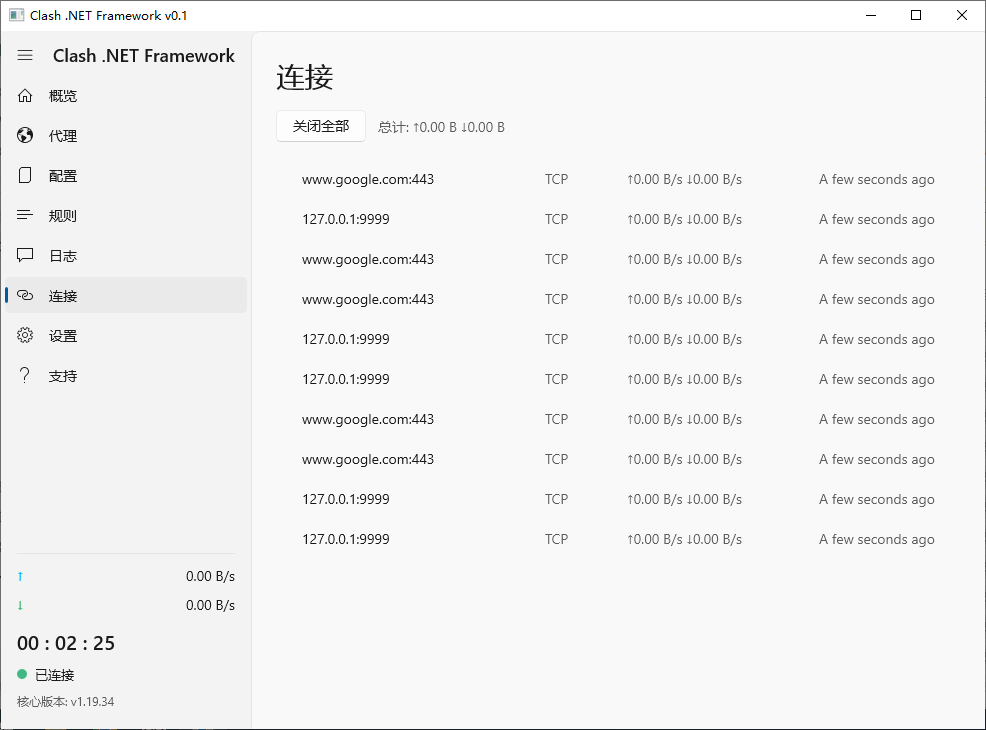 Clash .NET Framework v0.1
Clash .NET Framework
概览
代理
配置
规则
日志
连接
设置
支持
↑ 0.00 B/s
↓ 0.00 B/s
00 : 02 : 25
已连接
核心版本: v1.19.34
连接
关闭全部 总计: ↑0.00 B ↓0.00 B
www.google.com:443 TCP ↑0.00 B/s ↓0.00 B/s A few seconds ago
127.0.0.1:9999 TCP ↑0.00 B/s ↓0.00 B/s A few seconds ago
www.google.com:443 TCP ↑0.00 B/s ↓0.00 B/s A few seconds ago
www.google.com:443 TCP ↑0.00 B/s ↓0.00 B/s A few seconds ago
127.0.0.1:9999 TCP ↑0.00 B/s ↓0.00 B/s A few seconds ago
127.0.0.1:9999 TCP ↑0.00 B/s ↓0.00 B/s A few seconds ago
www.google.com:443 TCP ↑0.00 B/s ↓0.00 B/s A few seconds ago
www.google.com:443 TCP ↑0.00 B/s ↓0.00 B/s A few seconds ago
127.0.0.1:9999 TCP ↑0.00 B/s ↓0.00 B/s A few seconds ago
127.0.0.1:9999 TCP ↑0.00 B/s ↓0.00 B/s A few seconds ago